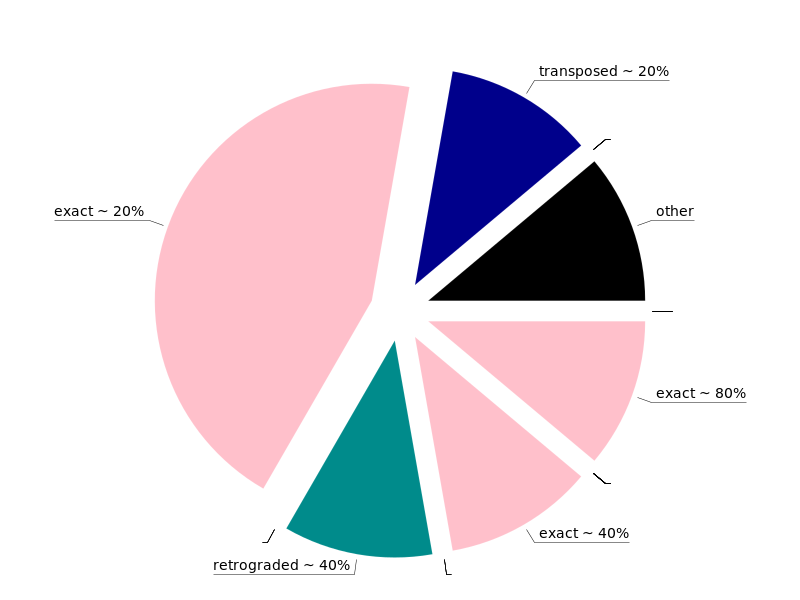 transposed ~ 20%
exact ~ 20%
other
exact ~ 80%
exact ~ 40%
retrograded ~ 40%